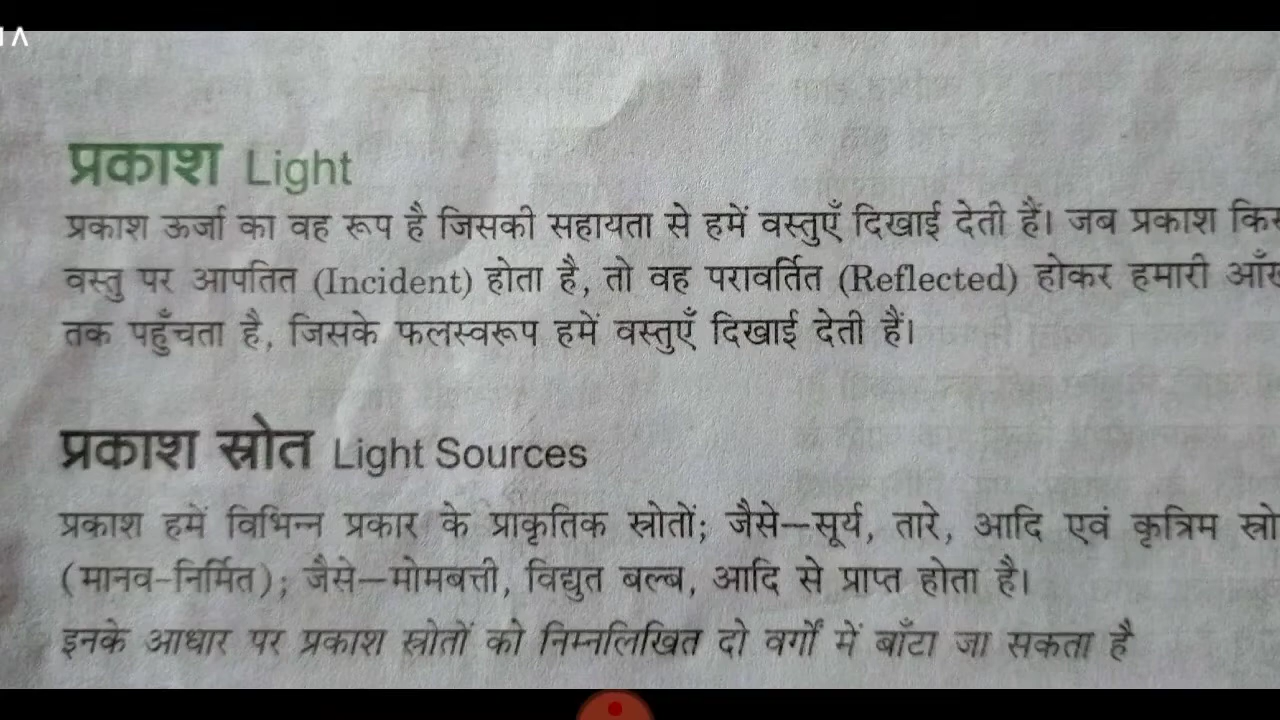 प्रकाश Light
प्रकाश ऊर्जा का वह रूप है जिसकी सहायता से हमें वस्तुएँ दिखाई देती हैं। जब प्रकाश
वस्तु पर आपतित (Incident) होता है, तो वह परावर्तित (Reflected) होकर हमारी
तक पहुँचता है, जिसके फलस्वरूप हमें वस्तुएँ दिखाई देती हैं।
प्रकाश स्रोत Light Sources
प्रकाश हमें विभिन्न प्रकार के प्राकृतिक स्रोतों; जैसे–सूर्य, तारे, आदि एवं कृत्रिम
(मानव-निर्मित); जैसे–मोमबत्ती, विद्युत बल्ब, आदि से प्राप्त होता है।
इनके आधार पर प्रकाश स्रोतों को निम्नलिखित दो वर्गों में बाँटा जा सकता है